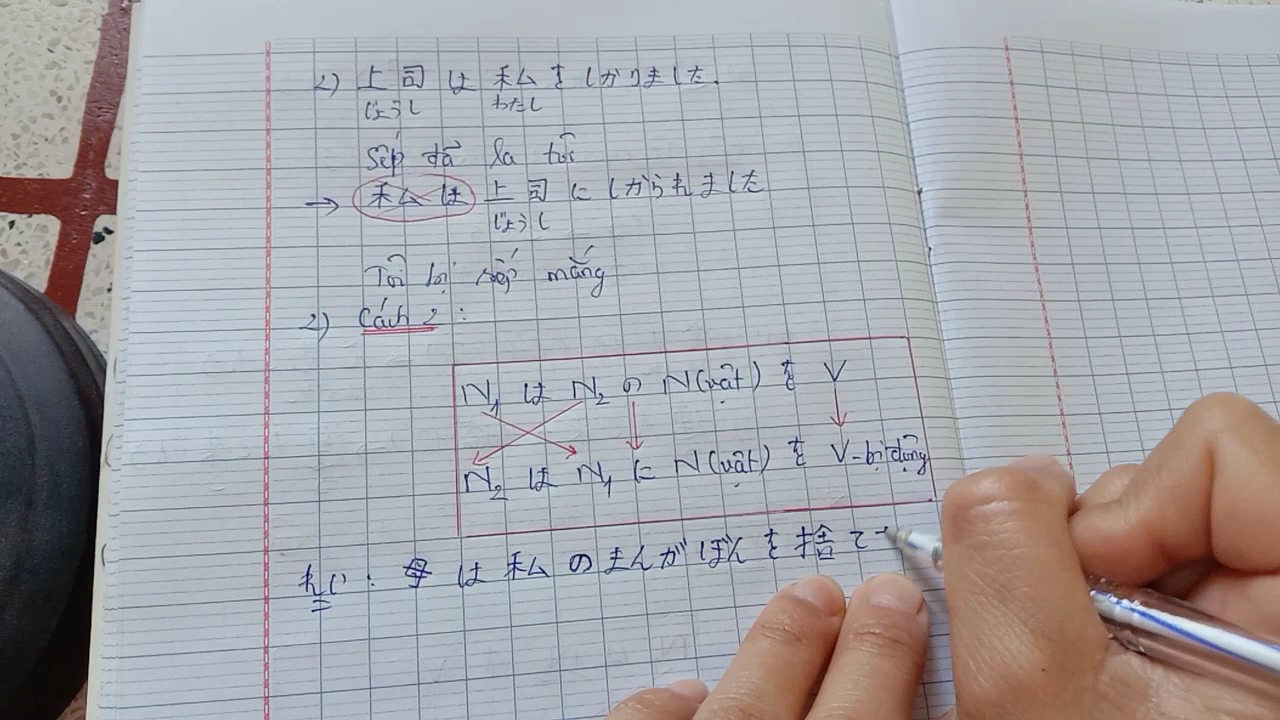 2) 上司は私をしかりました.
じょうし わたし
Sếp đã la tôi
→ 私は上司にしかられました
じょうし
Tôi bị sếp mắng
2) Cách 2 :
N1 は N2 の N(vật) を V
N2 は N1 に N(vật) を V-bị động
れい : 母は私のまんがぼんを捨て